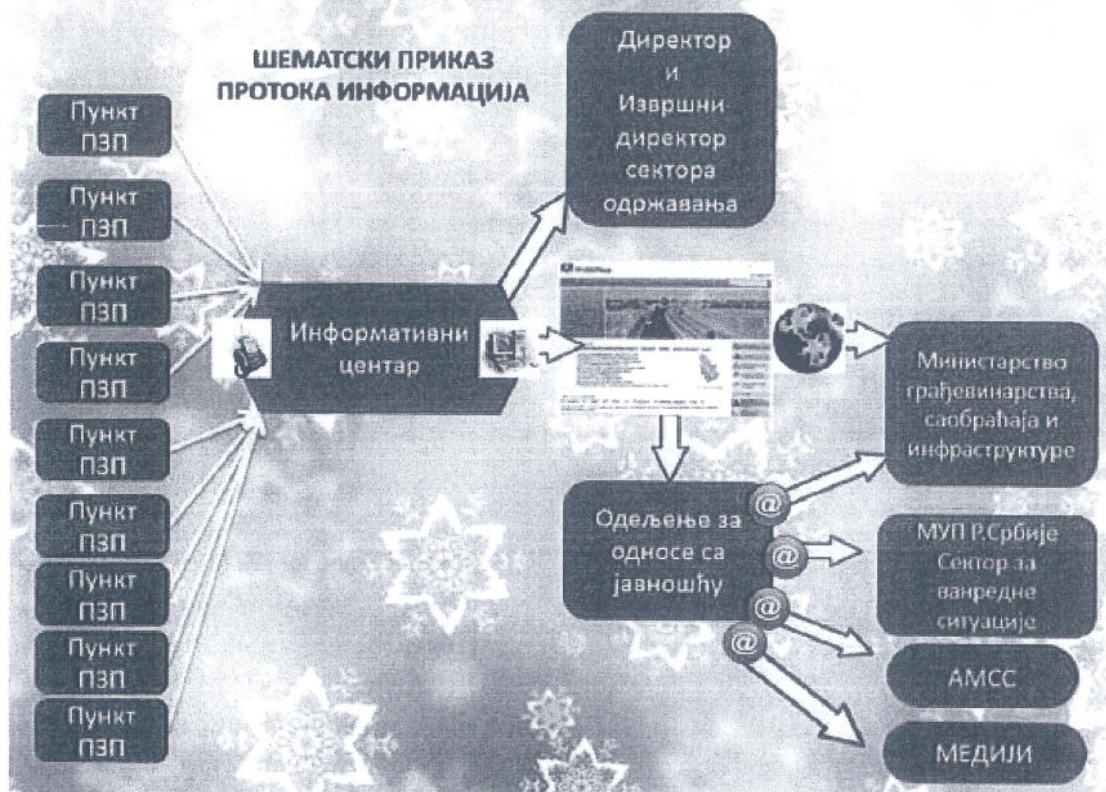 ШЕМАТСКИ ПРИКАЗ
ПРОТОКА ИНФОРМАЦИЈА
Директор
и
Извршни
директор
сектора
одржавања
Пункт
ПЗП
Пункт
ПЗП
Пункт
ПЗП
Пункт
ПЗП
Пункт
ПЗП
Пункт
ПЗП
Пункт
ПЗП
Пункт
ПЗП
Пункт
ПЗП
Информативни
центар
Министарство
грађевинарства,
саобраћаја и
инфраструктуре
Одељење за
односе са
јавношћу
@
@
@
@
МУП Р.Србије
Сектор за
ванредне
ситуације
АМСС
МЕДИЈИ